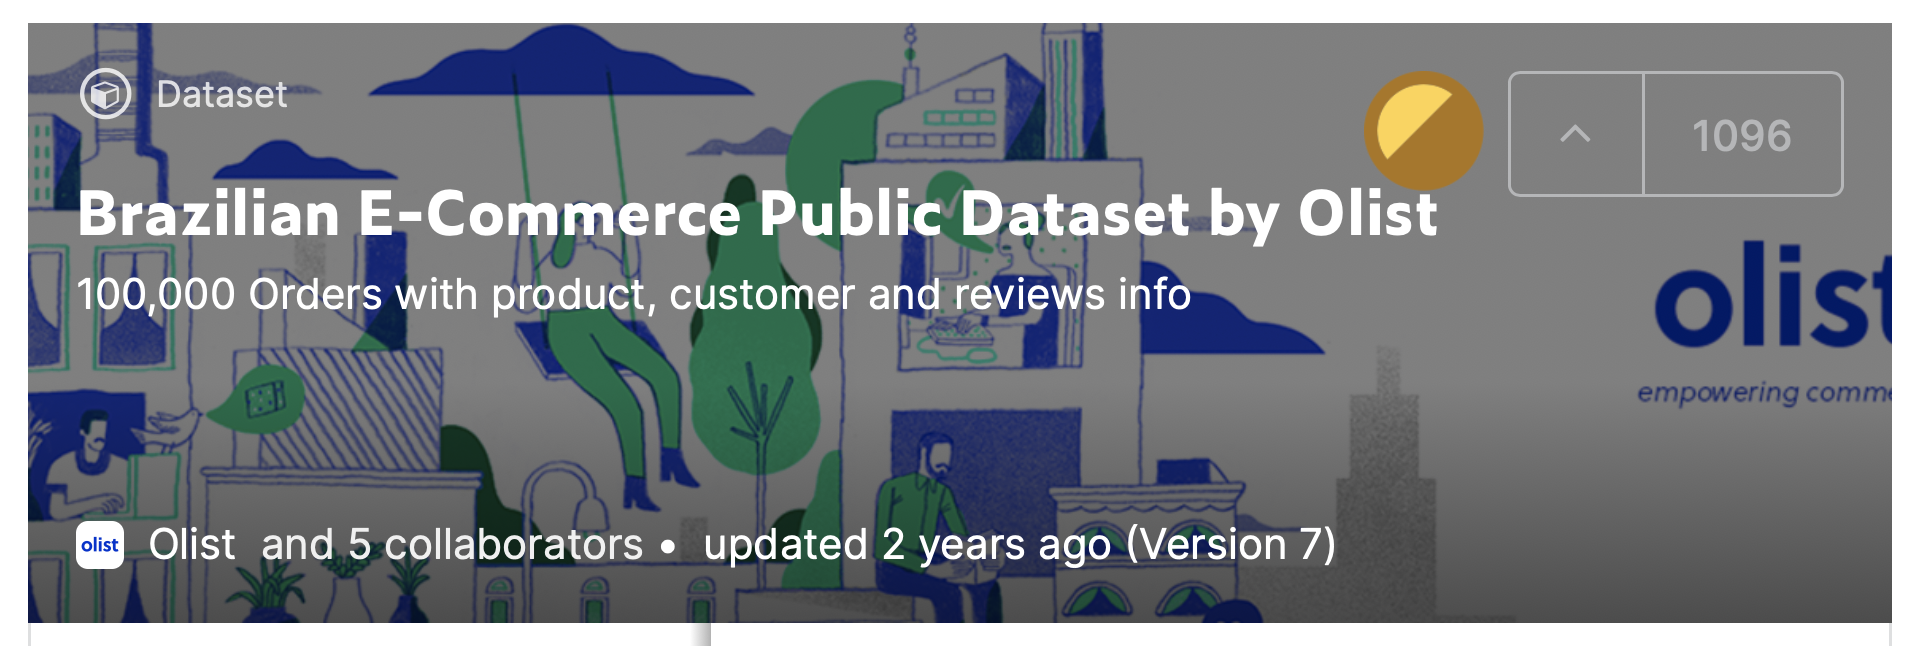 Dataset
1096
Brazilian E-Commerce Public Dataset by Olist
100,000 Orders with product, customer and reviews info
olist
empowering comme
olist Olist and 5 collaborators • updated 2 years ago (Version 7)